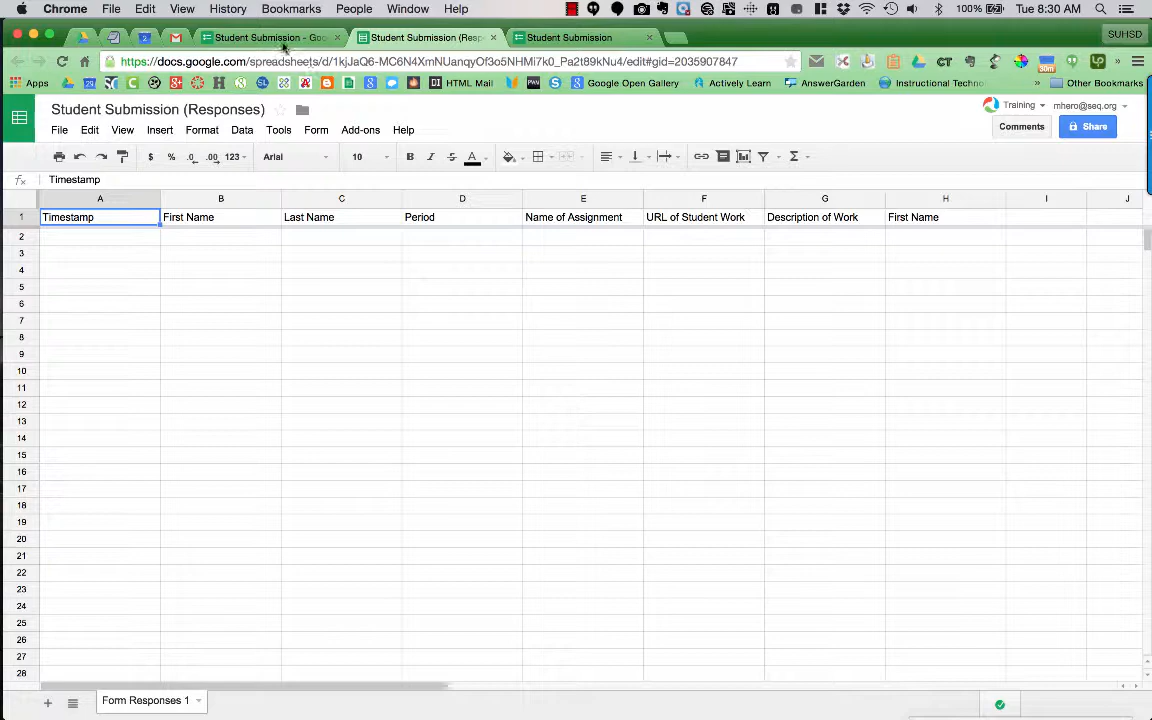 Chrome File Edit View History Bookmarks People Window Help 100% Tue 8:30 AM
Student Submission - Goo Student Submission (Resp Student Submission SUHSD
https://docs.google.com/spreadsheets/d/1kjJaQ6-MC6N4XmNUanqyOf3o5NHMi7k0_Pa2t89kNu4/edit#gid=2035907847
Apps HTML Mail Google Open Gallery Actively Learn AnswerGarden Instructional Techno Other Bookmarks
Student Submission (Responses) Training mhero@seq.org
File Edit View Insert Format Data Tools Form Add-ons Help Comments Share
$ % .0 .00 123 Arial 10 B I S A Σ
fx Timestamp
A B C D E F G H I J
1 Timestamp First Name Last Name Period Name of Assignment URL of Student Work Description of Work First Name
2
3
4
5
6
7
8
9
10
11
12
13
14
15
16
17
18
19
20
21
22
23
24
25
26
27
28
Form Responses 1